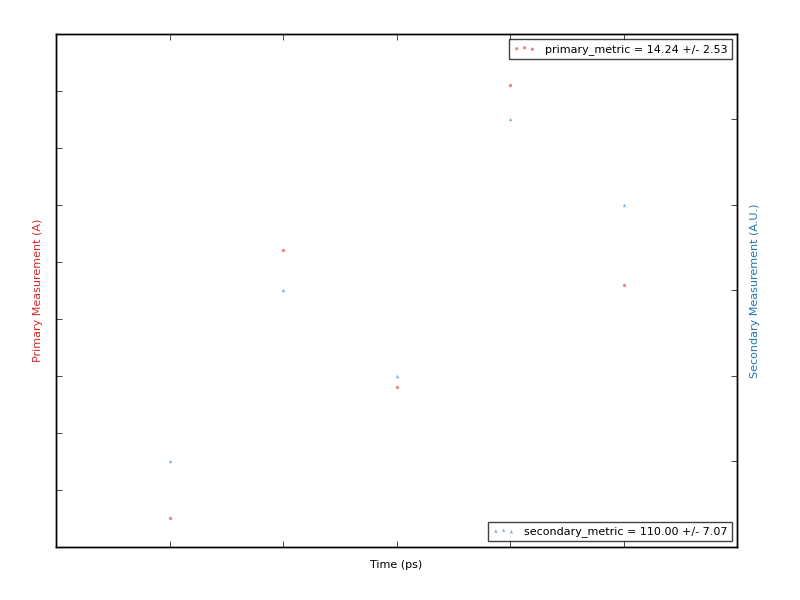 primary_metric = 14.24 +/- 2.53
Primary Measurement (A)
Secondary Measurement (A.U.)
secondary_metric = 110.00 +/- 7.07
Time (ps)